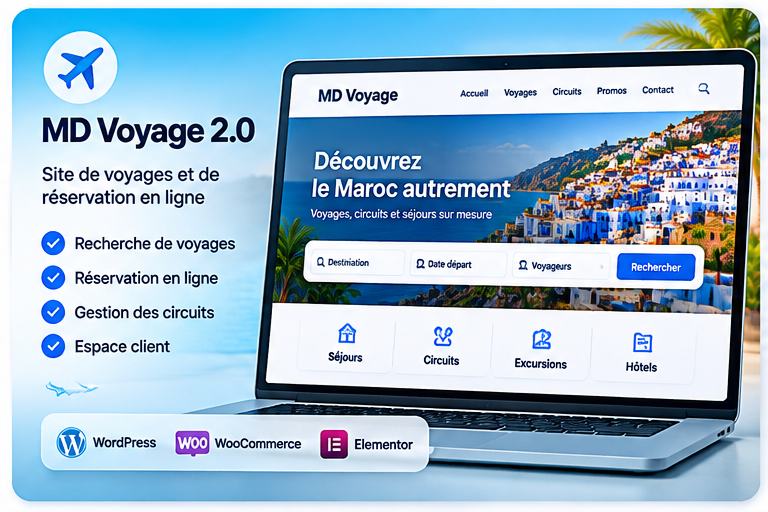 MD Voyage 2.0
Site de voyages et de
réservation en ligne
Recherche de voyages
Réservation en ligne
Gestion des circuits
Espace client
WordPress
WOO WooCommerce
Elementor
MD Voyage
Accueil Voyages Circuits Promos Contact
Découvrez
le Maroc autrement
Voyages, circuits et séjours sur mesure
Destination Date départ Voyageurs Rechercher
Séjours Circuits Excursions Hôtels